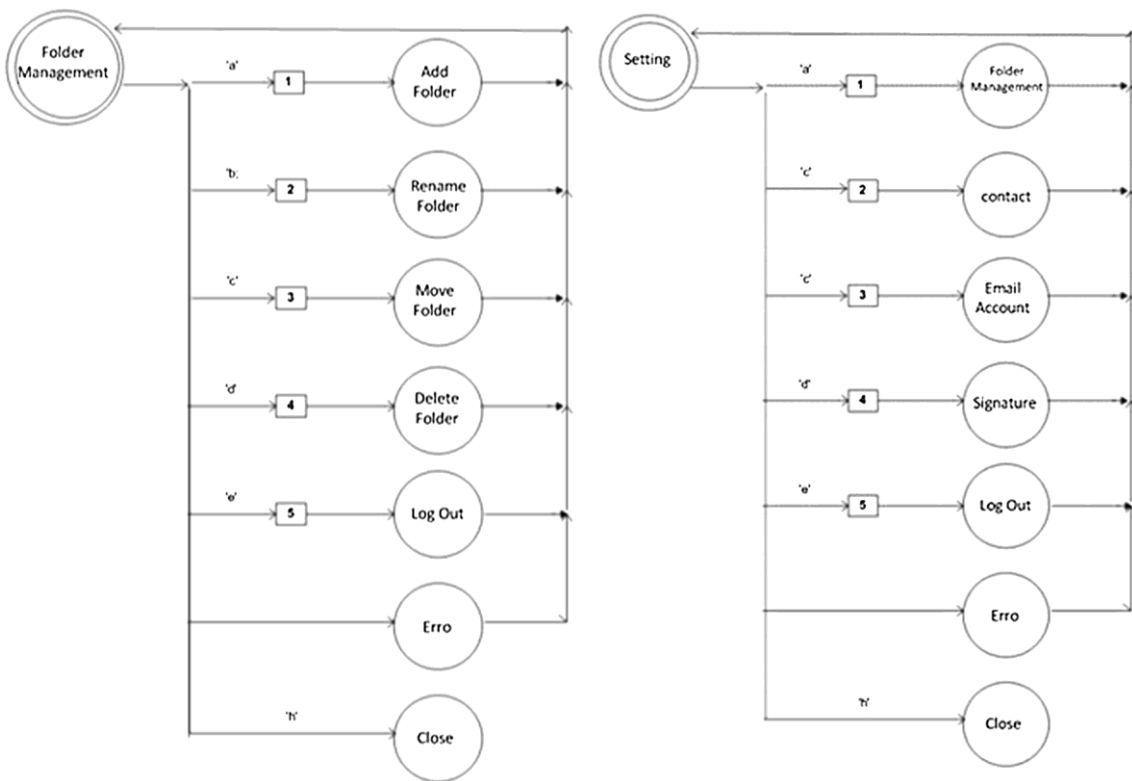 Folder
Management
'a'
1
Add
Folder
'b;
2
Rename
Folder
'c'
3
Move
Folder
'd'
4
Delete
Folder
'e'
5
Log Out
Erro
'h'
Close
Setting
'a'
1
Folder
Management
'c'
2
contact
'c'
3
Email
Account
'd'
4
Signature
'e'
5
Log Out
Erro
'h'
Close